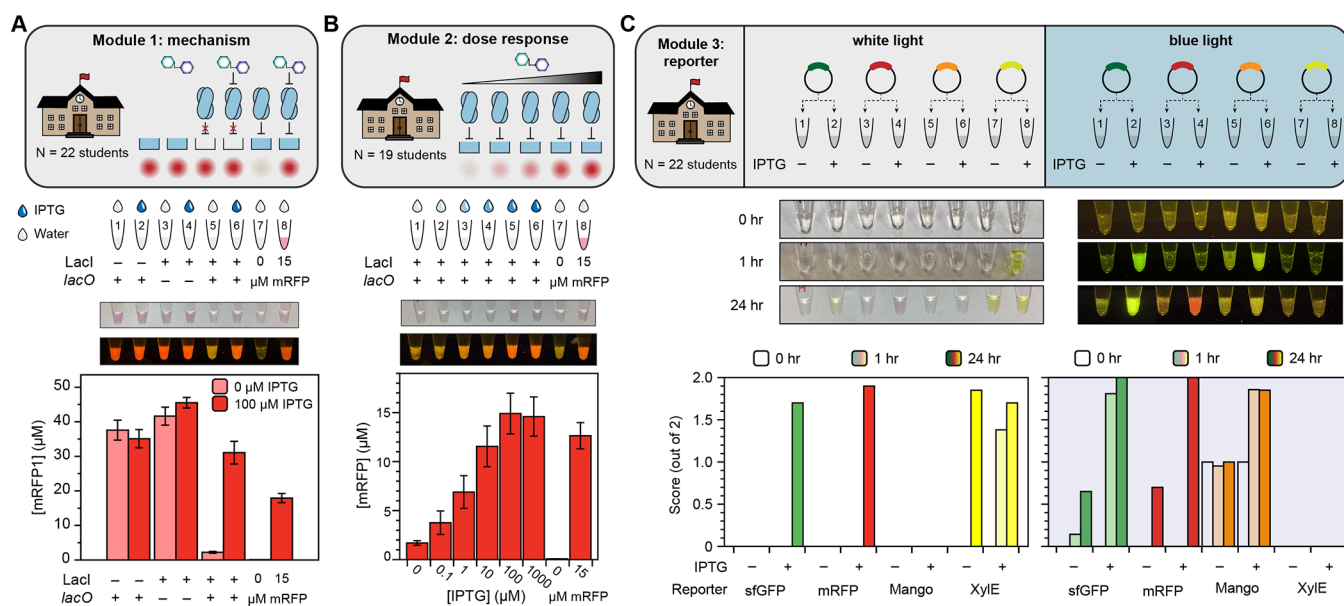 A
Module 1: mechanism
N = 22 students
IPTG
Water
1 2 3 4 5 6 7 8
LacI – – + + + + 0 15
lacO + + – – + + µM mRFP
[mRFP1] (µM)
50
40
30
20
10
0
0 µM IPTG
100 µM IPTG
LacI – – + + + + 0 15
lacO + + – – + + µM mRFP
B
Module 2: dose response
N = 19 students
1 2 3 4 5 6 7 8
LacI + + + + + + 0 15
lacO + + + + + + µM mRFP
[mRFP] (µM)
15
10
5
0
0 0.1 1 10 100 1000 0 15
[IPTG] (µM) µM mRFP
C
Module 3:
reporter
N = 22 students
white light
1 2 3 4 5 6 7 8
IPTG – + – + – + – +
blue light
1 2 3 4 5 6 7 8
IPTG – + – + – + – +
0 hr
1 hr
24 hr
0 hr 1 hr 24 hr
0 hr 1 hr 24 hr
Score (out of 2)
2.0
1.5
1.0
0.5
0
IPTG – + – + – + – + – + – + – + – +
Reporter sfGFP mRFP Mango XylE sfGFP mRFP Mango XylE